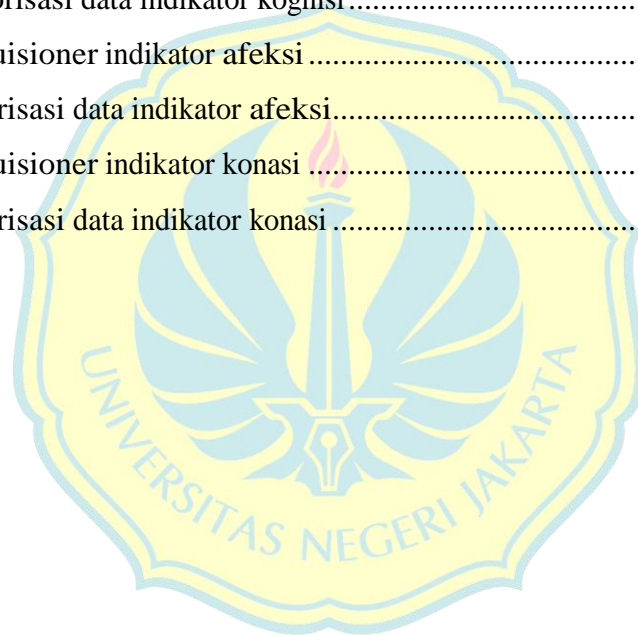 risasi data indikator kognisi
uisioner indikator afeksi ....................................
risasi data indikator afeksi..................................
uisioner indikator konasi ....................................
risasi data indikator konasi .................................
UNIVERSITAS NEGERI JAKARTA